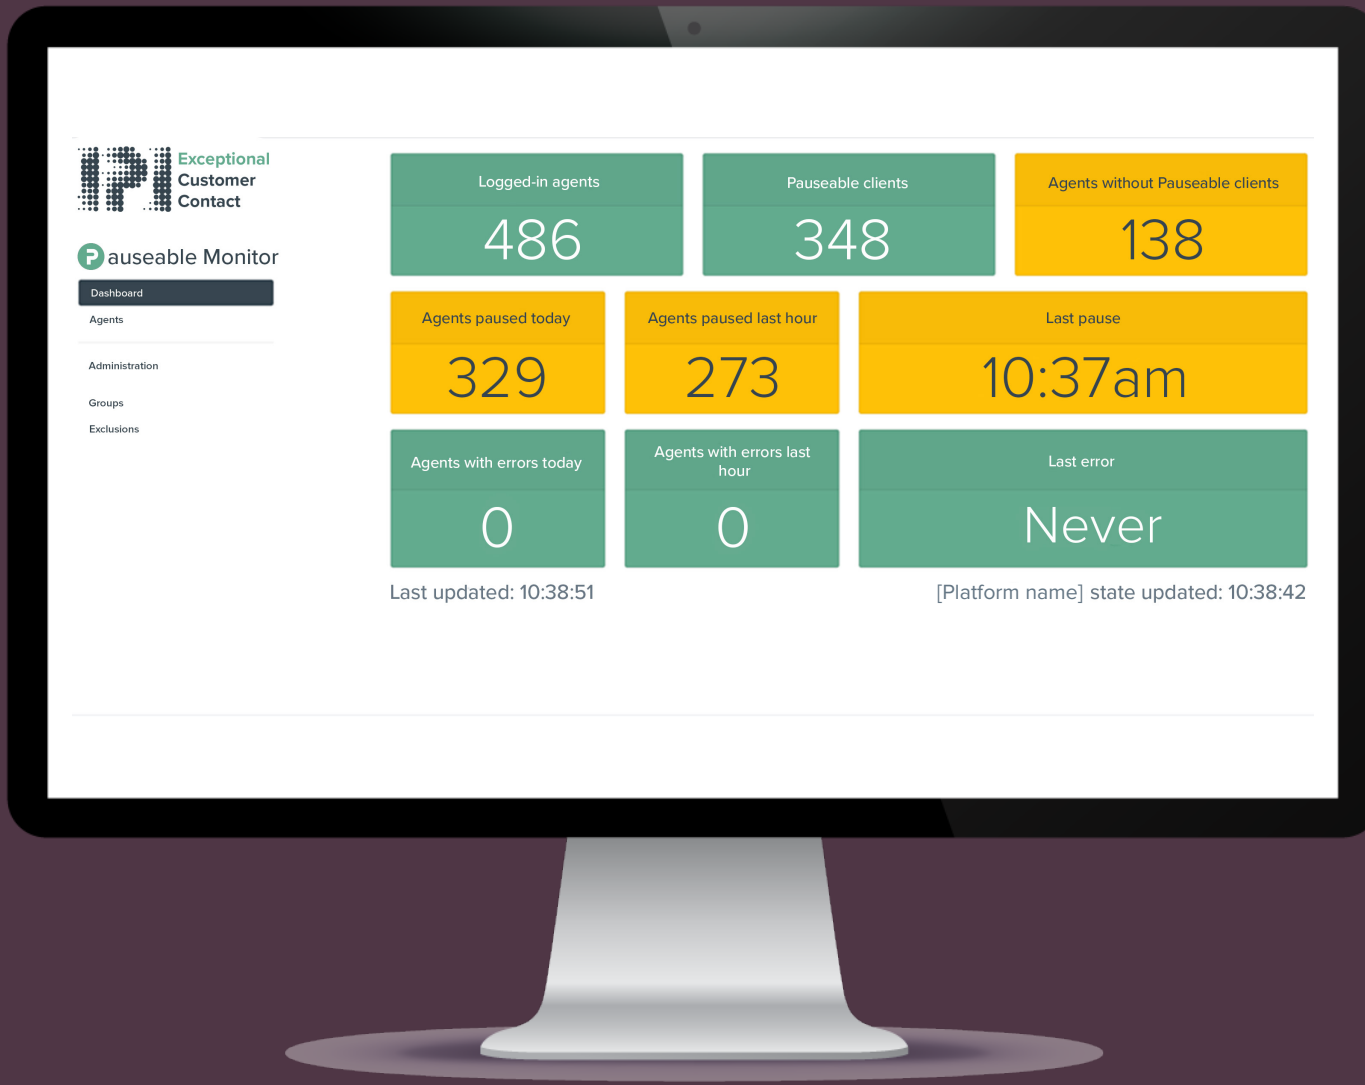 IPI
Exceptional
Customer
Contact
Pauseable Monitor
Dashboard
Agents
Administration
Groups
Exclusions
Logged-in agents
486
Pauseable clients
348
Agents without Pauseable clients
138
Agents paused today
329
Agents paused last hour
273
Last pause
10:37am
Agents with errors today
0
Agents with errors last
hour
0
Last error
Never
Last updated: 10:38:51
[Platform name] state updated: 10:38:42